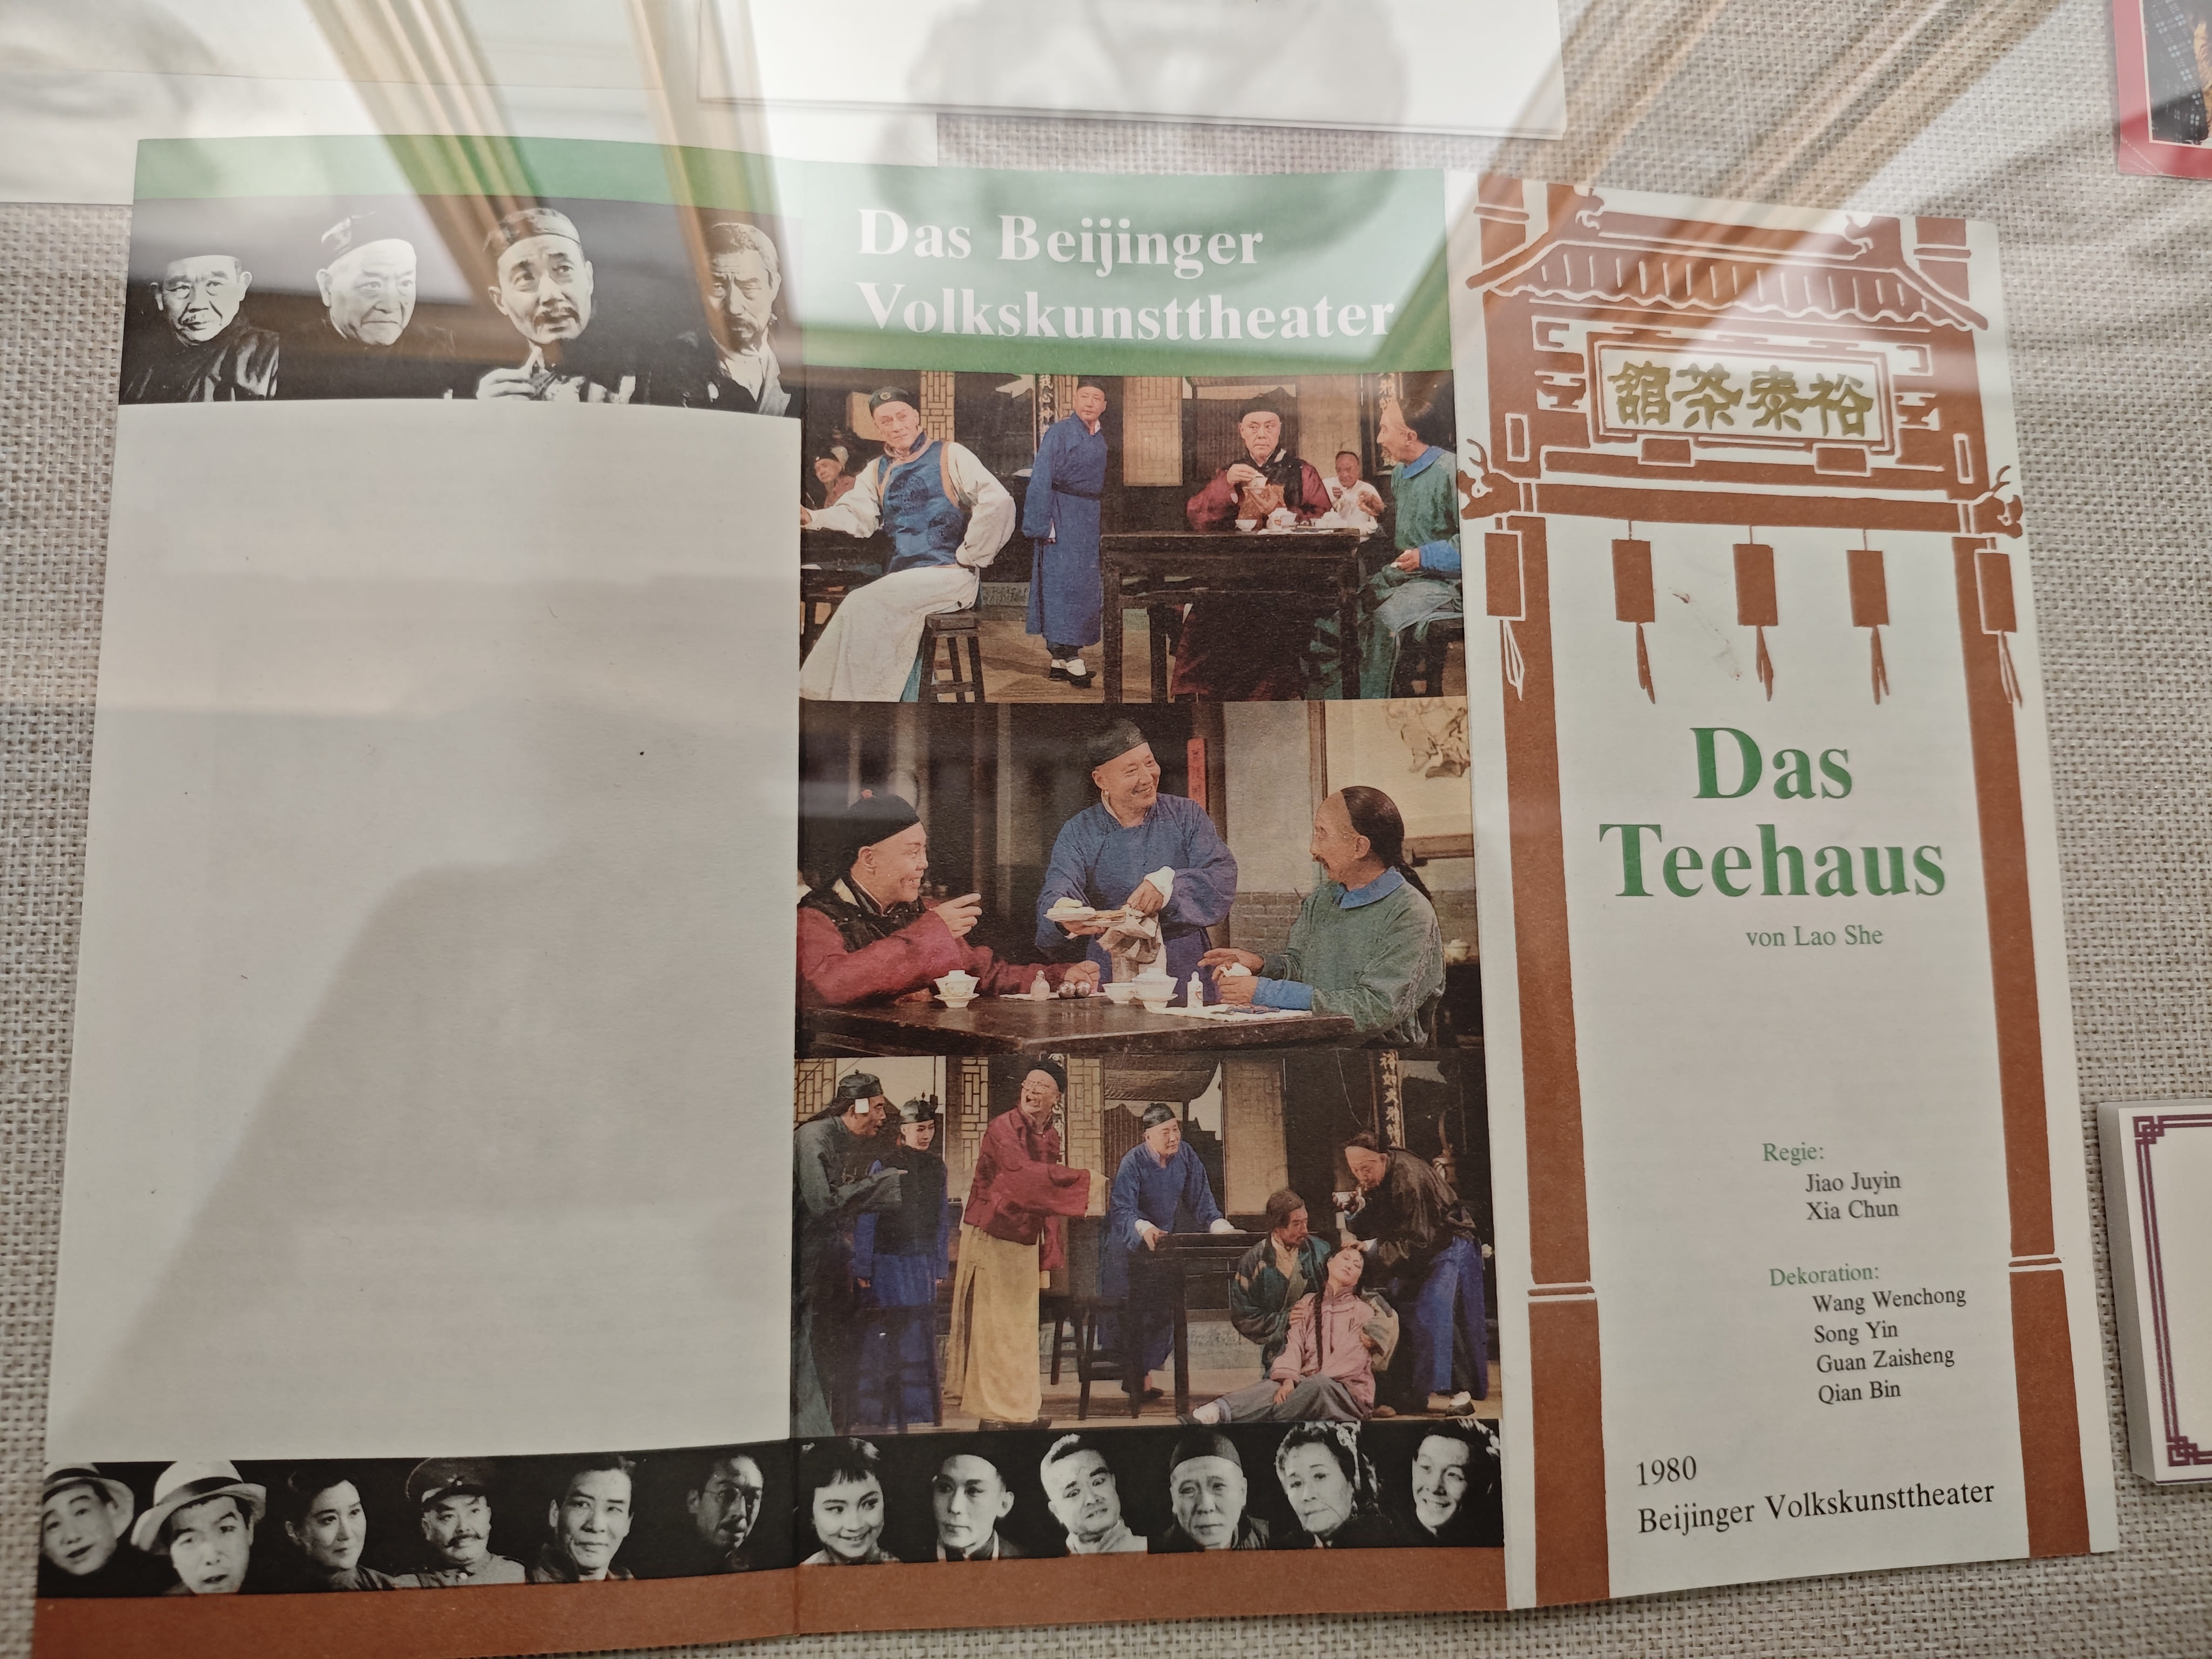 Das Beijinger
Volkskunsttheater
館茶泰裕
Das
Teehaus
von Lao She
Regie:
Jiao Juyin
Xia Chun
Dekoration:
Wang Wenchong
Song Yin
Guan Zaisheng
Qian Bin
1980
Beijinger Volkskunsttheater